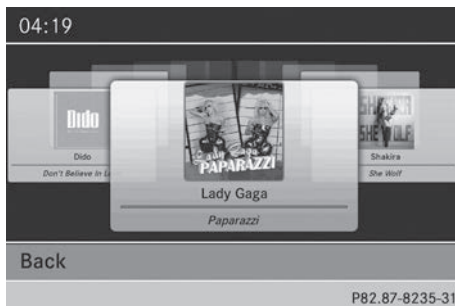 04:19
Dido
Dido
Don't Believe In L
Lady Gaga
PAPARAZZI
Lady Gaga
Paparazzi
SHAKIRA
SHE WOLF
Shakira
She Wolf
Back
P82.87-8235-31